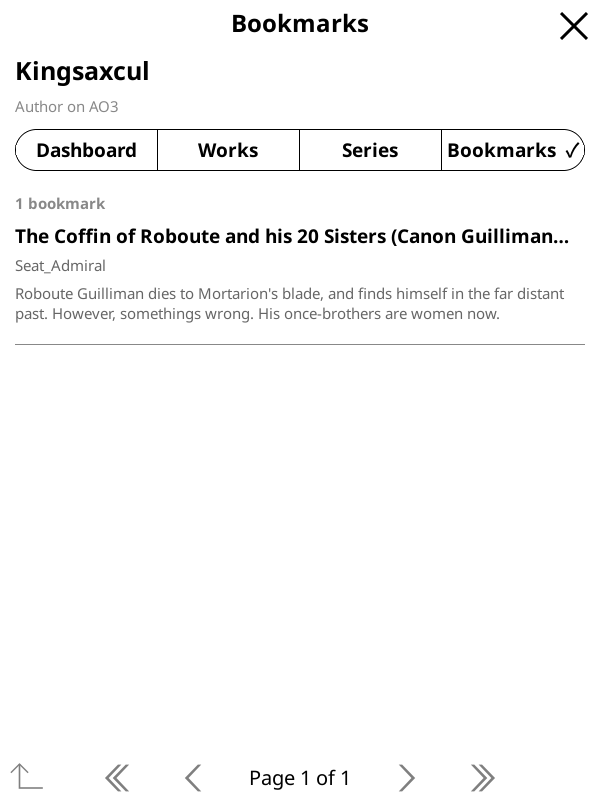 Bookmarks
Kingsaxcul
Author on AO3
Dashboard Works Series Bookmarks ✓
1 bookmark
The Coffin of Roboute and his 20 Sisters (Canon Guilliman...
Seat_Admiral
Roboute Guilliman dies to Mortarion's blade, and finds himself in the far distant
past. However, somethings wrong. His once-brothers are women now.
Page 1 of 1